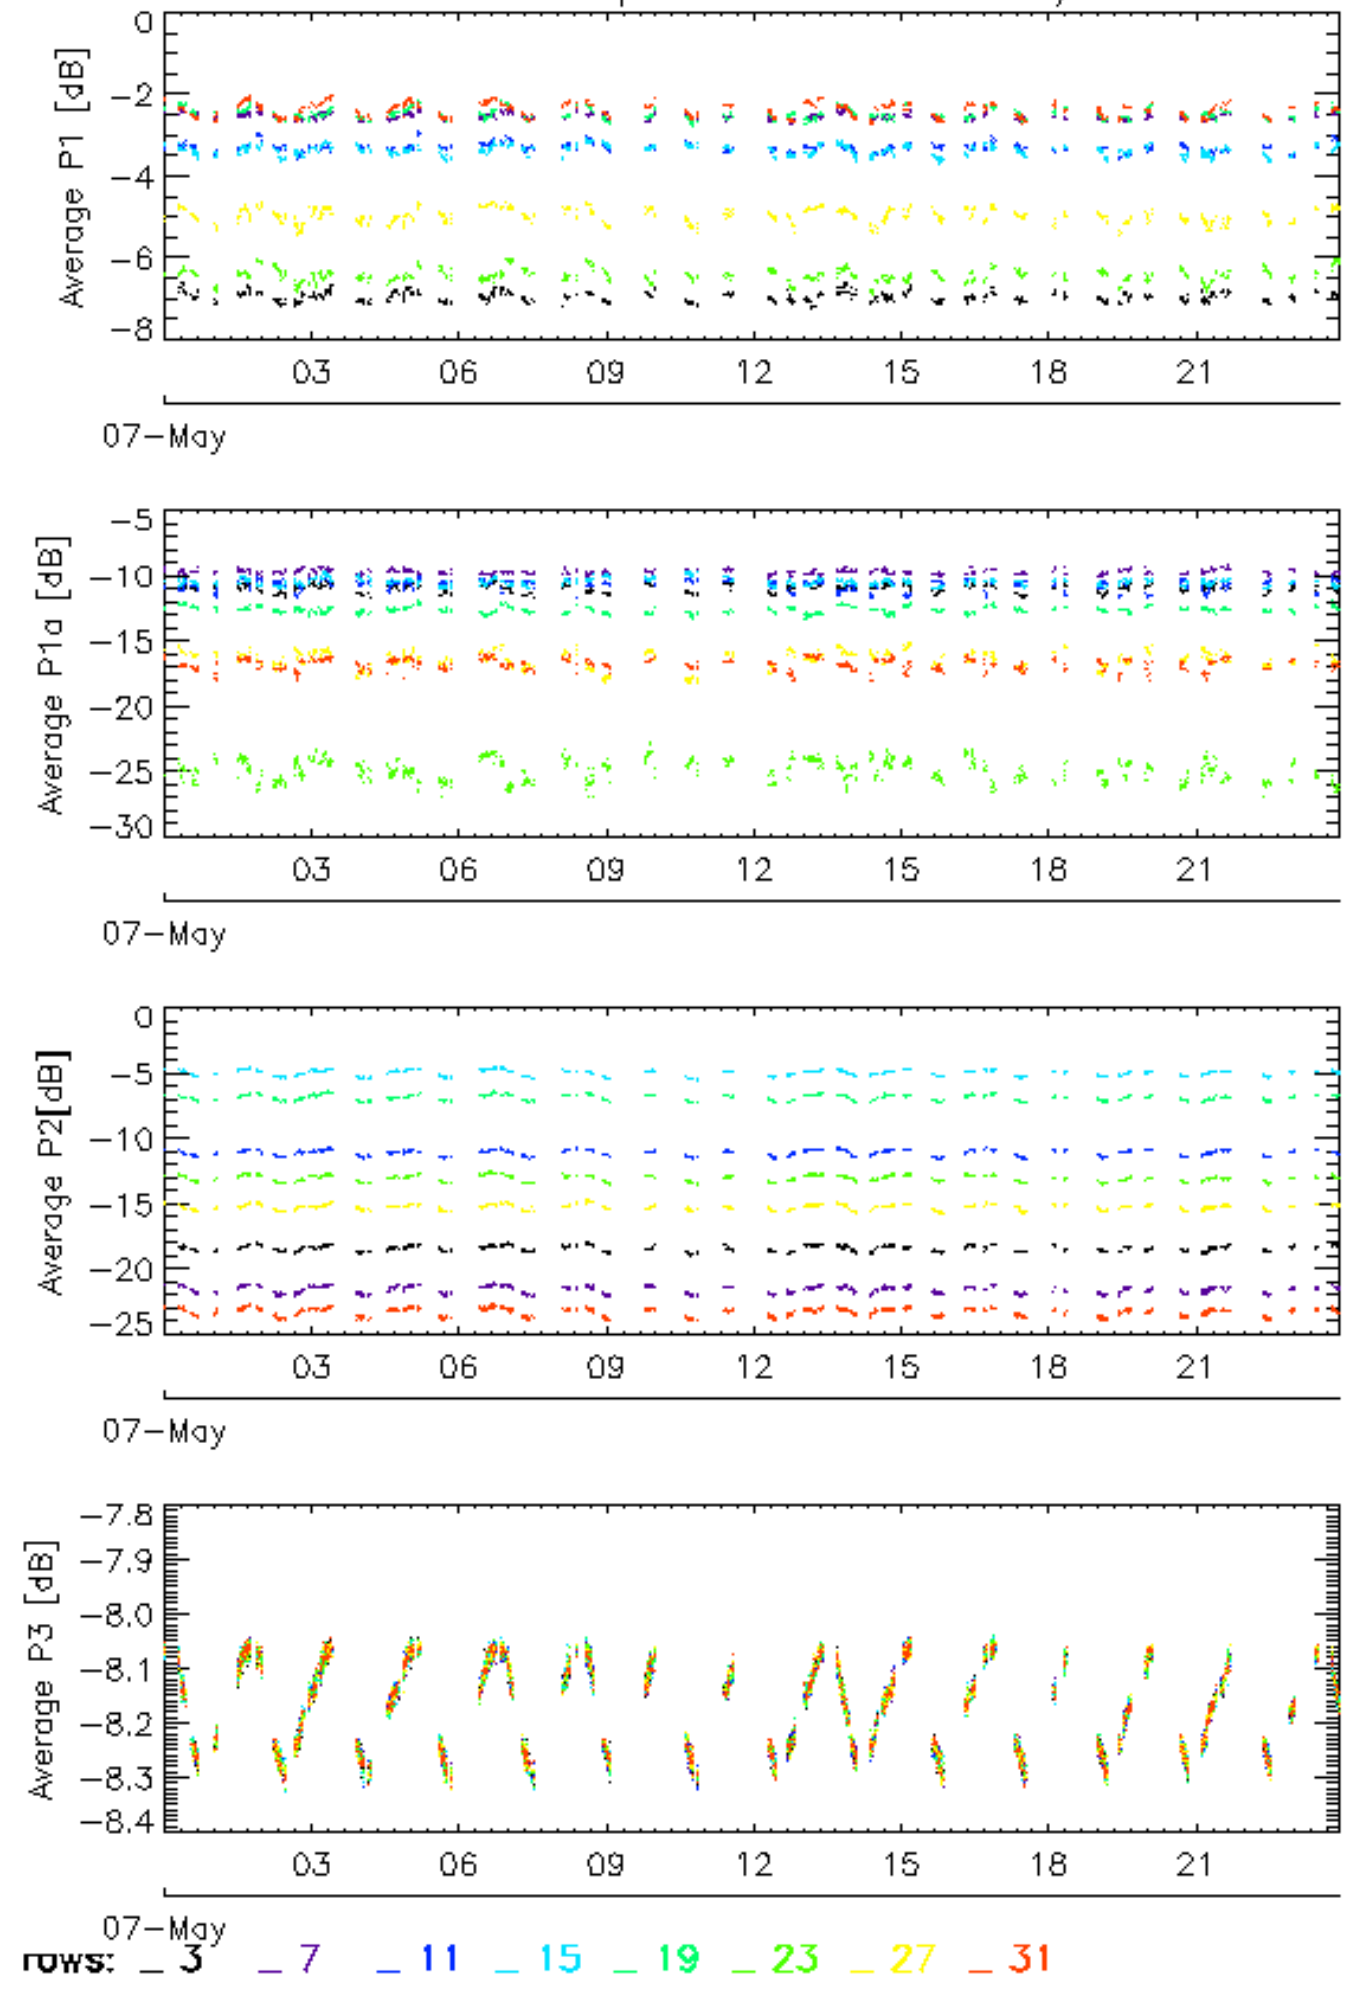 0
−2
−4
−6
−8
Average P1 [dB]
03 06 09 12 15 18 21
07−May
−5
−10
−15
−20
−25
−30
Average P1a [dB]
03 06 09 12 15 18 21
07−May
0
−5
−10
−15
−20
−25
Average P2[dB]
03 06 09 12 15 18 21
07−May
−7.8
−7.9
−8.0
−8.1
−8.2
−8.3
−8.4
Average P3 [dB]
03 06 09 12 15 18 21
07−May
rows: _ 3 _ 7 _ 11 _ 15 _ 19 _ 23 _ 27 _ 31